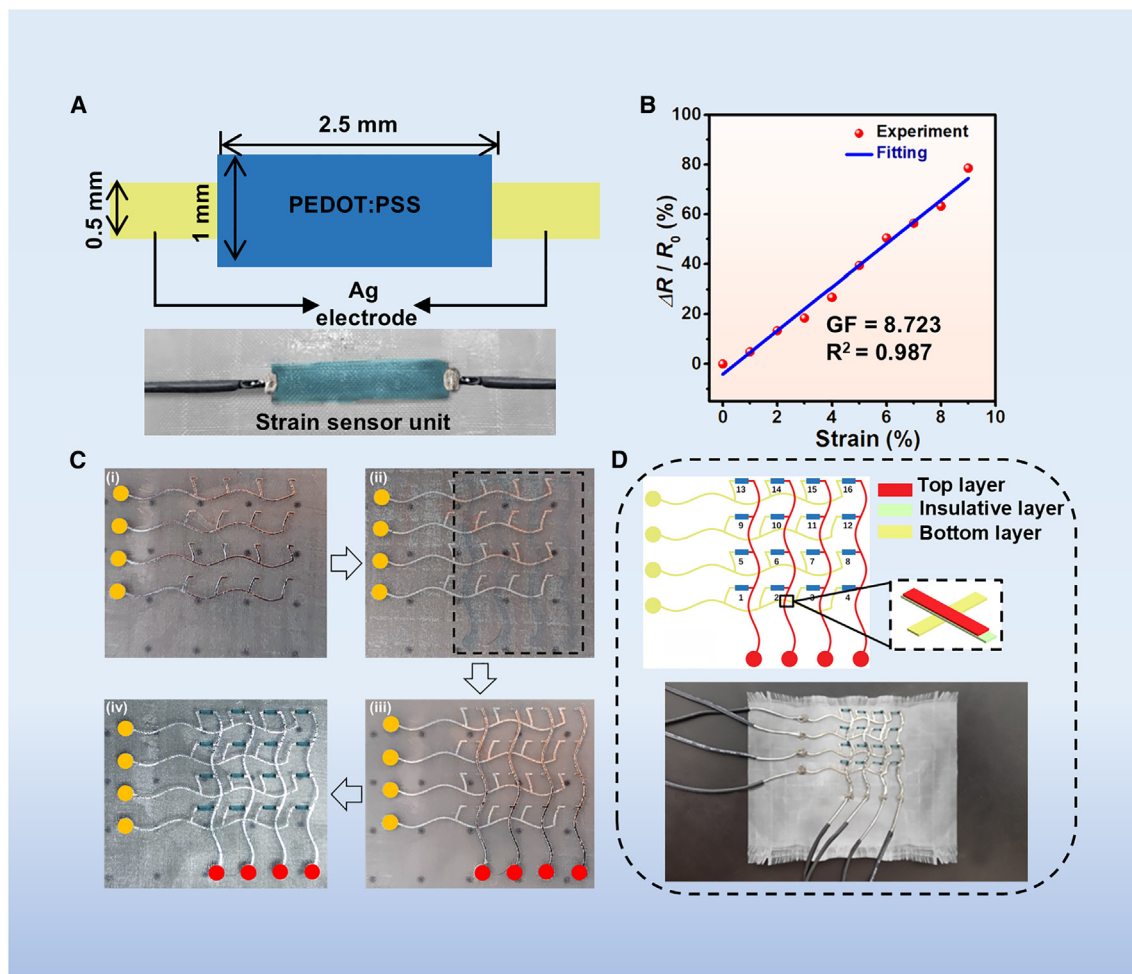 A
2.5 mm
0.5 mm
1 mm
PEDOT:PSS
Ag
electrode
Strain sensor unit
B
100
80
60
40
20
0
ΔR / R₀ (%)
Experiment
Fitting
GF = 8.723
R² = 0.987
0 2 4 6 8 10
Strain (%)
C
(i)
(ii)
(iv)
(iii)
D
13 14 15 16
9 10 11 12
5 6 7 8
1 2 3 4
Top layer
Insulative layer
Bottom layer